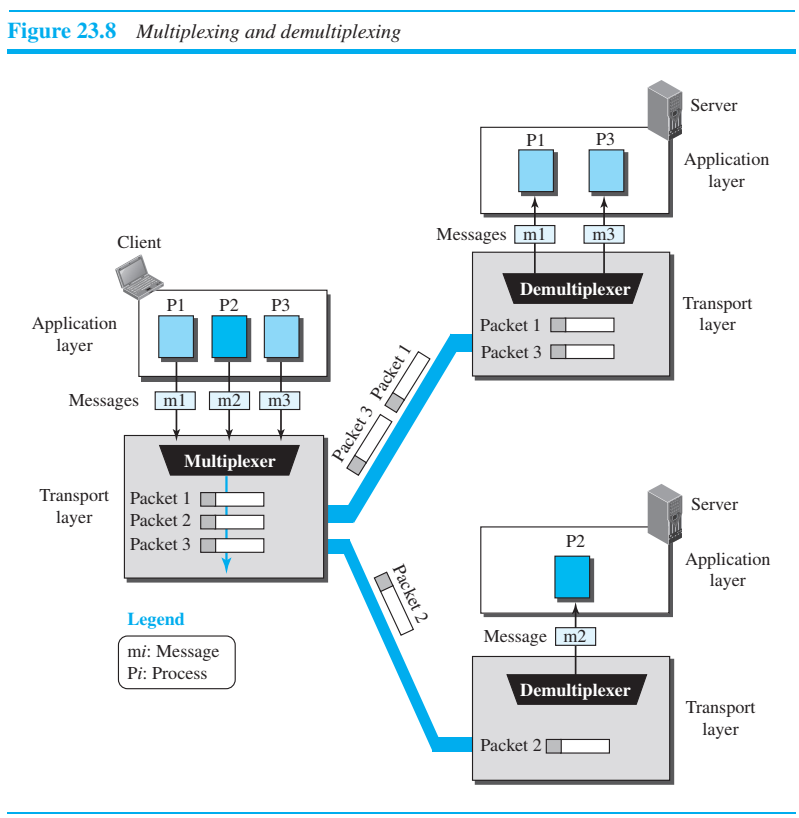 Figure 23.8 Multiplexing and demultiplexing
Server
P1 P3
Application
layer
Messages m1 m3
Demultiplexer
Packet 1
Packet 3
Transport
layer
Client
P1 P2 P3
Application
layer
Messages m1 m2 m3
Multiplexer
Packet 1
Packet 2
Packet 3
Transport
layer
Packet 1
Packet 3
Packet 2
Server
P2
Application
layer
Message m2
Demultiplexer
Packet 2
Transport
layer
Legend
mi: Message
Pi: Process